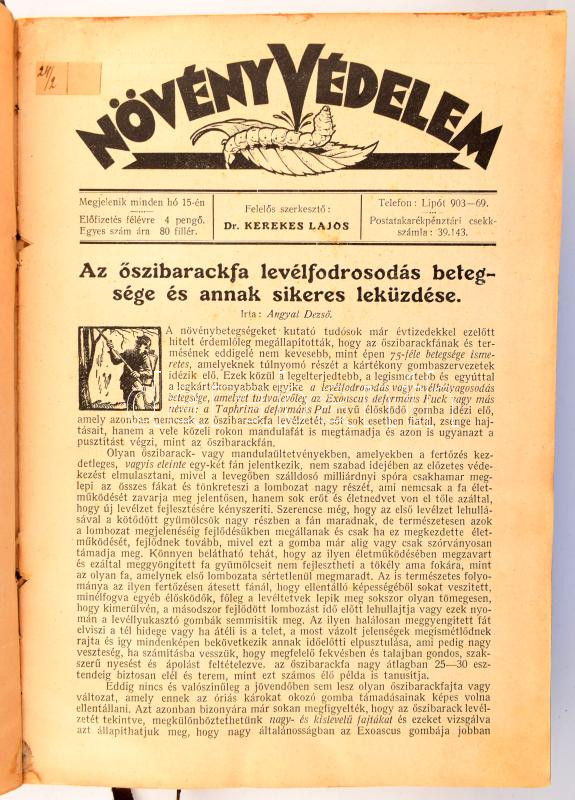 24/2
NÖVÉNYVÉDELEM
Megjelenik minden hó 15-én
Előfizetés félévre 4 pengő.
Egyes szám ára 80 fillér.
Felelős szerkesztő:
Dr. KEREKES LAJOS
Telefon: Lipót 903—69.
Postatakarékpénztári csekk-
számla: 39.143.
Az őszibarackfa levélfodrosodás beteg-
sége és annak sikeres leküzdése.
Irta: Angyal Dezső.
A növénybetegségeket kutató tudósok már évtizedekkel ezelőtt
hitelt érdemlőleg megállapították, hogy az őszibarackfának és ter-
mésének eddigelé nem kevesebb, mint épen 75-féle betegsége isme-
retes, amelyeknek túlnyomó részét a kártékony gombaszervezetek
idézik elő. Ezek közül a legelterjedtebb, a legismertebb és egyúttal
a legkártékonyabbak egyike a levélfodrosodás vagy levélhólyagosodás
betegsége, amelyet tudvalevőleg az Exoascus deformáns Fuck vagy más
néven: a Taphrina deformáns Pul nevű élősködő gomba idézi elő,
amely azonban nemcsak az őszibarackfa levélzetét, sőt sok esetben fiatal, zsenge haj-
tásait, hanem a vele közeli rokon mandulafát is megtámadja és azon is ugyanazt a
pusztítást végzi, mint az őszibarackfán.
Olyan őszibarack- vagy mandulaültetvényekben, amelyekben a fertőzés kez-
detleges, vagyis eleinte egy-két fán jelentkezik, nem szabad idejében az előzetes véde-
kezést elmulasztani, mivel a levegőben szálldosó milliárdnyi spóra csakhamar meg-
lepi az összes fákat és tönkreteszi a lombozat nagy részét, ami nemcsak a fa élet-
működését zavarja meg jelentősen, hanem sok erőt és életnedvet von el tőle azáltal,
hogy új levélzet fejlesztésére kényszeríti. Szerencse még, hogy az első levélzet lehullá-
sával a kötődött gyümölcsök nagy részben a fán maradnak, de természetesen azok
a lombozat megjelenéséig fejlődésükben megállanak és csak ha ez megkezdette élet-
működését, fejlődnek tovább, mivel ezt a gomba már alig vagy csak szórványosan
támadja meg. Könnyen belátható tehát, hogy az ilyen életműködésében megzavart
és ezáltal meggyöngített fa gyümölcseit nem fejlesztheti a tökély ama fokára, mint
az olyan fa, amelynek első lombozata sértetlenül megmaradt. Az is természetes folyo-
mánya az ilyen fertőzésen átesett fánál, hogy ellentálló képességéből sokat veszített,
minélfogva egyéb élősködők, főleg a levéltetvek lepik meg sokszor olyan tömegesen,
hogy kimerülvén, a másodszor fejlődött lombozást idő előtt lehullajtja vagy ezek nyo-
mán a levéllyukasztó gombák semmisítik meg. Az ilyen halálosan meggyengített fát
elviszi a tél hidege vagy ha átéli is a telet, a most vázolt jelenségek megismétlődnek
rajta és így mindenképen bekövetkezik annak időelőtti elpusztulása, ami pedig nagy
veszteség, ha számításba vesszük, hogy megfelelő fekvésben és talajban gondos, szak-
szerű nyesést és ápolást feltételezve. az őszibarackfa nagy átlagban 25—30 esz-
tendeig biztosan elél és terem, mint ezt számos élő példa is tanusítja.
Eddig nincs és valószínűleg a jövendőben sem lesz olyan őszibarackfajta vagy
változat, amely ennek az óriás károkat okozó gomba támadásainak képes volna
ellentállani. Azt azonban bizonyára már sokan megfigyelték, hogy az őszibarack levél-
zetét tekintve, megkülönböztethetünk nagy- és kislevelű fajtákat és ezeket vizsgálva
azt állapíthatjuk meg, hogy nagy általánosságban az Exoascus gombája jobban